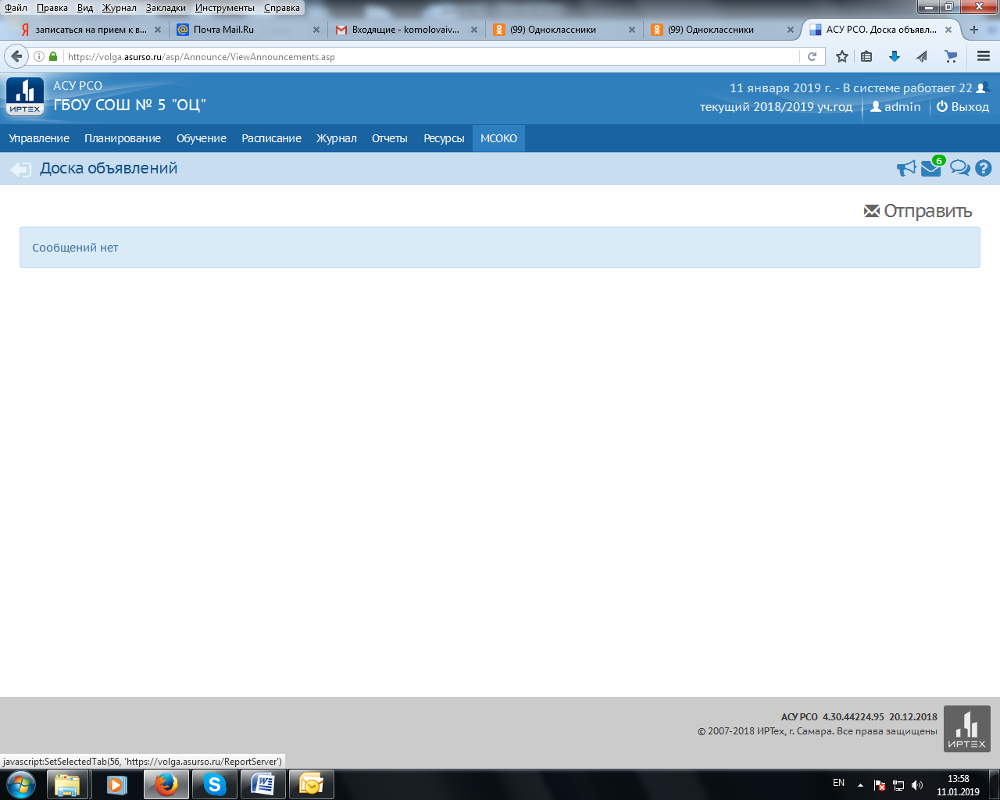 Файл Правка Вид Журнал Закладки Инструменты Справка
записаться на прием к в... Почта Mail.Ru Входящие - komolovaiv... (99) Одноклассники (99) Одноклассники АСУ РСО. Доска объявл...
https://volga.asurso.ru/asp/Announce/ViewAnnouncements.asp
ИРТЕХ
АСУ РСО
ГБОУ СОШ № 5 "ОЦ"
11 января 2019 г. - В системе работает 22
текущий 2018/2019 уч.год admin Выход
Управление Планирование Обучение Расписание Журнал Отчеты Ресурсы МСОКО
Доска объявлений
6
Отправить
Сообщений нет
АСУ РСО 4.30.44224.95 20.12.2018
© 2007-2018 ИРТех, г. Самара. Все права защищены
ИРТЕХ
javascript:SetSelectedTab(56, 'https://volga.asurso.ru/ReportServer')
EN
13:58
11.01.2019